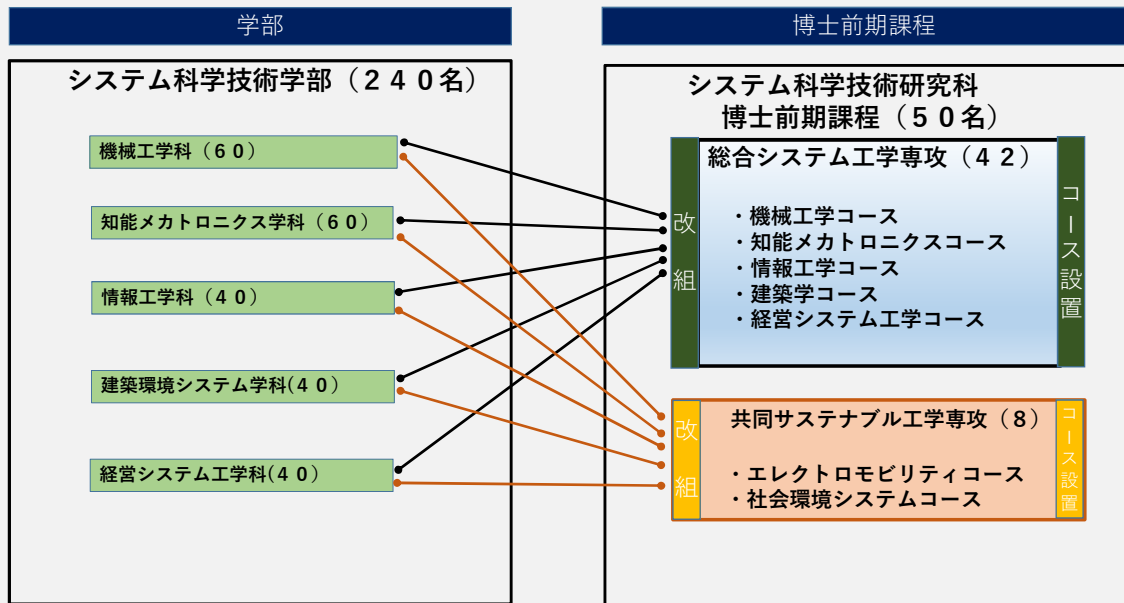 学部
システム科学技術学部（２４０名）
機械工学科（６０）
知能メカトロニクス学科（６０）
情報工学科（４０）
建築環境システム学科(４０)
経営システム工学科(４０)
博士前期課程
システム科学技術研究科
博士前期課程（５０名）
改組
総合システム工学専攻（４２）
・機械工学コース
・知能メカトロニクスコース
・情報工学コース
・建築学コース
・経営システム工学コース
コース設置
改組
共同サステナブル工学専攻（８）
・エレクトロモビリティコース
・社会環境システムコース
コース設置